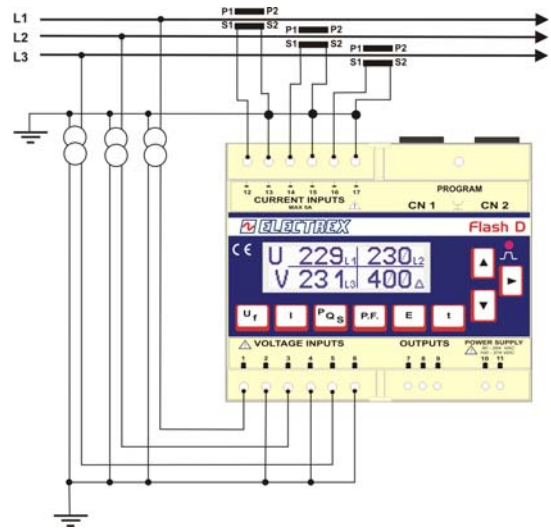 L1
P1 P2
L2
S1 S2
P1 P2
L3
S1 S2
P1 P2
S1 S2
12 13 14 15 16 17
CURRENT INPUTS
MAX 5A
PROGRAM
CN 1 CN 2
ELECTREX
Flash D
CE
U 229 L1 230 L2
V 231 L3 400 Δ
Uf I PQS P.F. E t
VOLTAGE INPUTS
OUTPUTS
POWER SUPPLY
1 2 3 4 5 6
7 8 9
10 11